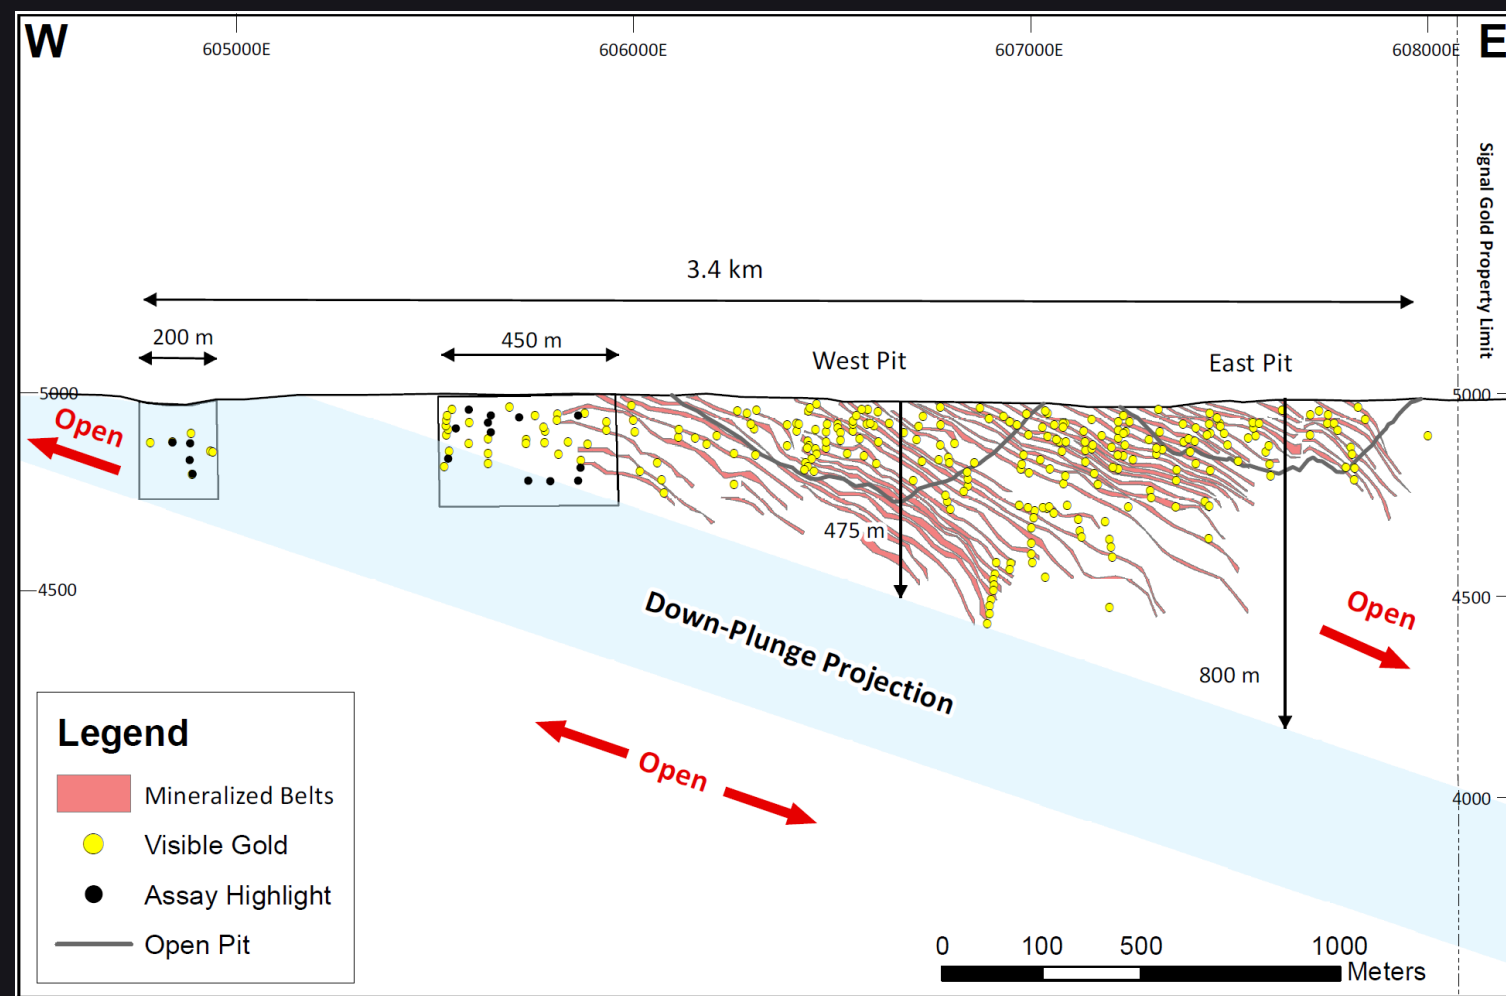 W
E
605000E
606000E
607000E
608000E
Signal Gold Property Limit
3.4 km
200 m
450 m
West Pit
East Pit
5000
5000
Open
475 m
4500
4500
Open
Down-Plunge Projection
800 m
Open
4000
Legend
Mineralized Belts
Visible Gold
Assay Highlight
Open Pit
0 100 500 1000
Meters